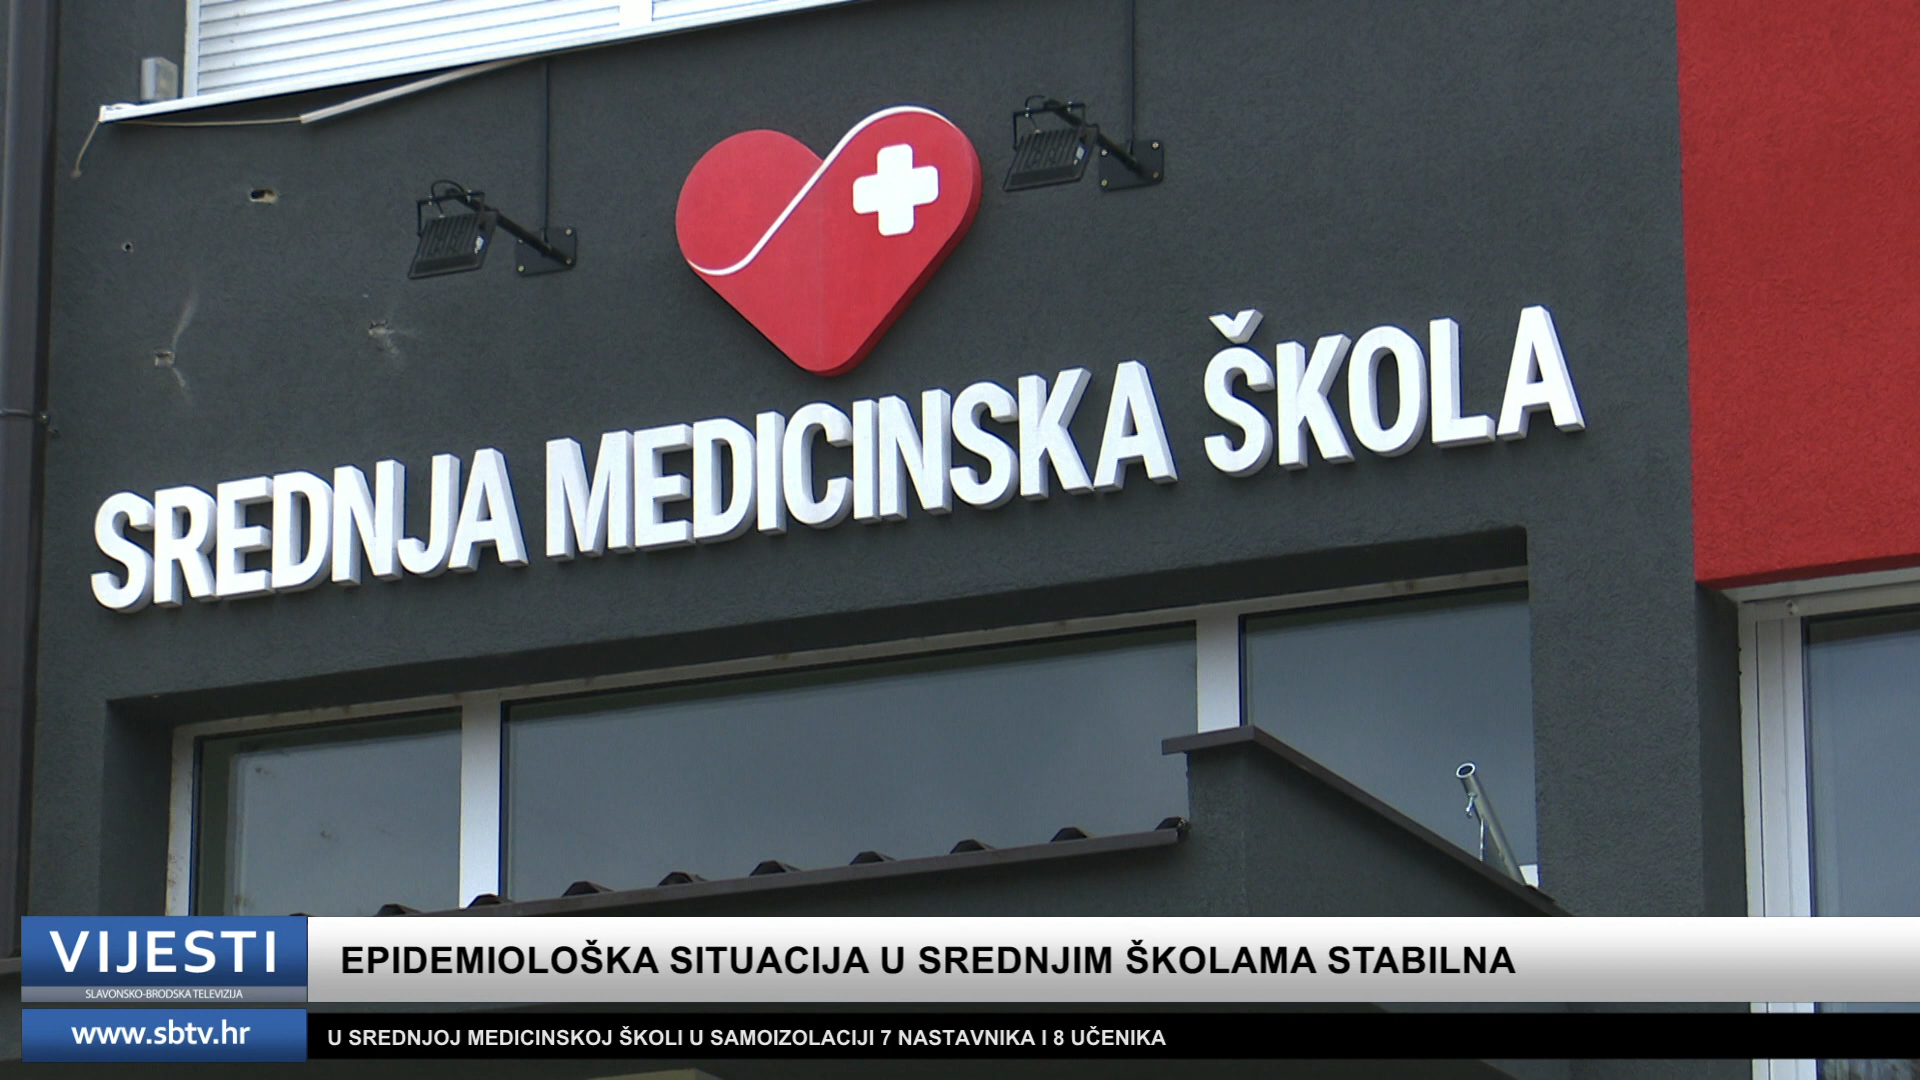 SREDNJA MEDICINSKA ŠKOLA
VIJESTI
SLAVONSKO-BRODSKA TELEVIZIJA
EPIDEMIOLOŠKA SITUACIJA U SREDNJIM ŠKOLAMA STABILNA
www.sbtv.hr
U SREDNJOJ MEDICINSKOJ ŠKOLI U SAMOIZOLACIJI 7 NASTAVNIKA I 8 UČENIKA